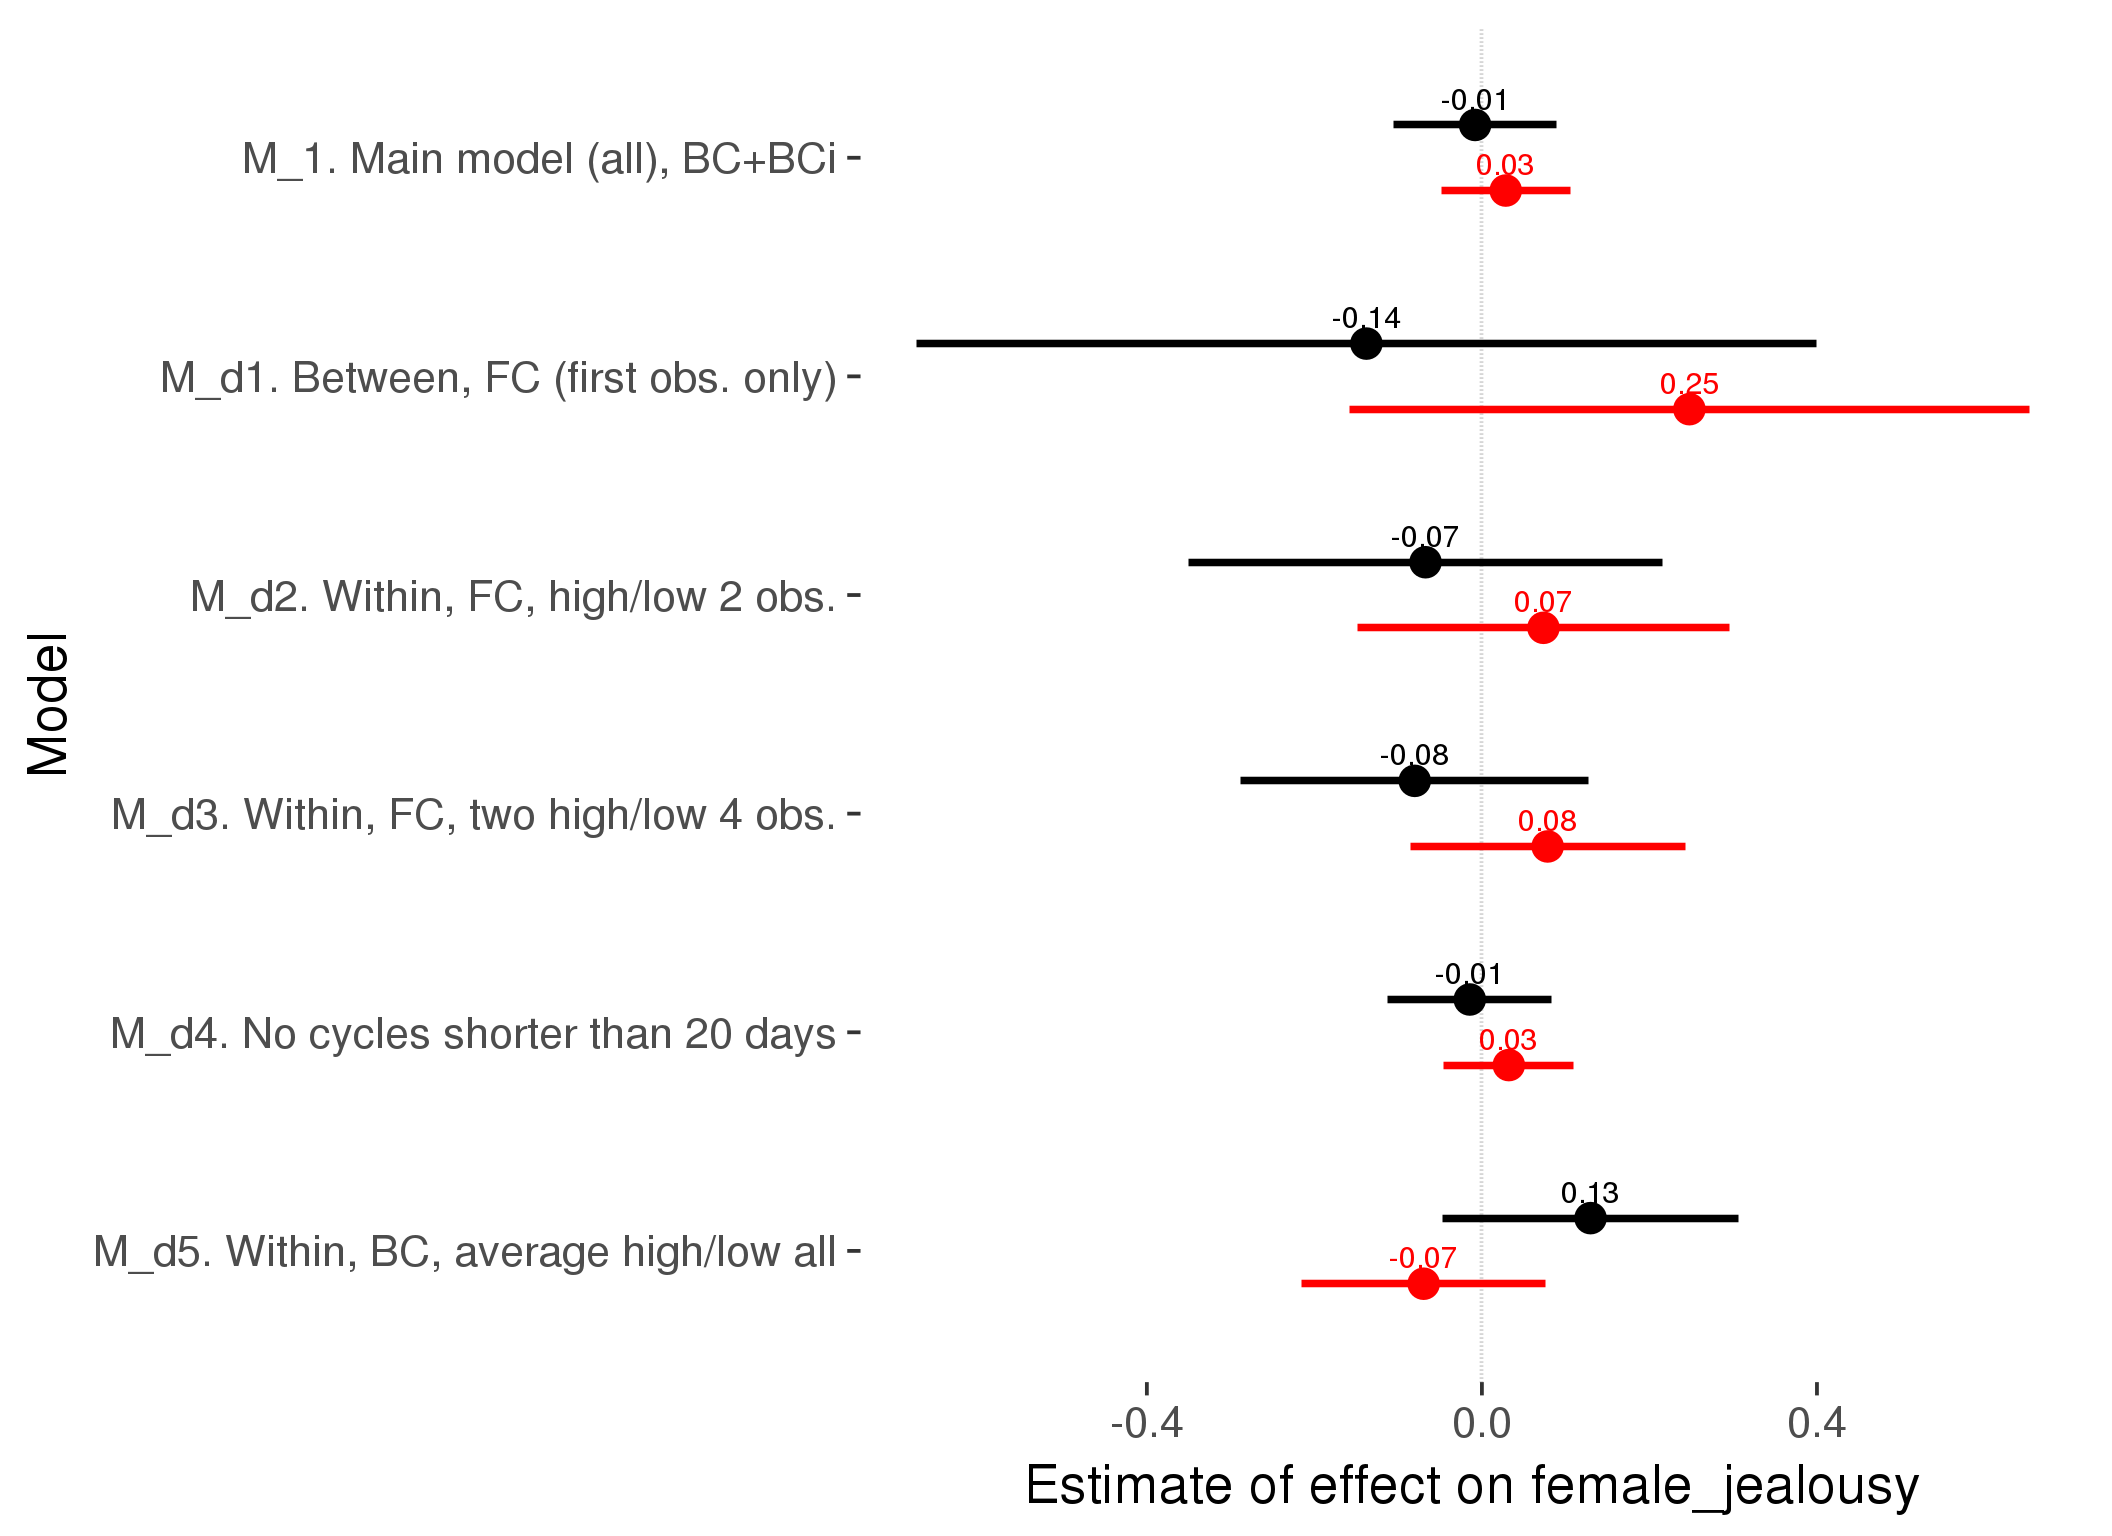 -0.01
M_1. Main model (all), BC+BCi
0.03
-0.14
M_d1. Between, FC (first obs. only)
0.25
-0.07
M_d2. Within, FC, high/low 2 obs.
0.07
Model
-0.08
M_d3. Within, FC, two high/low 4 obs.
0.08
-0.01
M_d4. No cycles shorter than 20 days
0.03
0.13
M_d5. Within, BC, average high/low all
-0.07
-0.4 0.0 0.4
Estimate of effect on female_jealousy